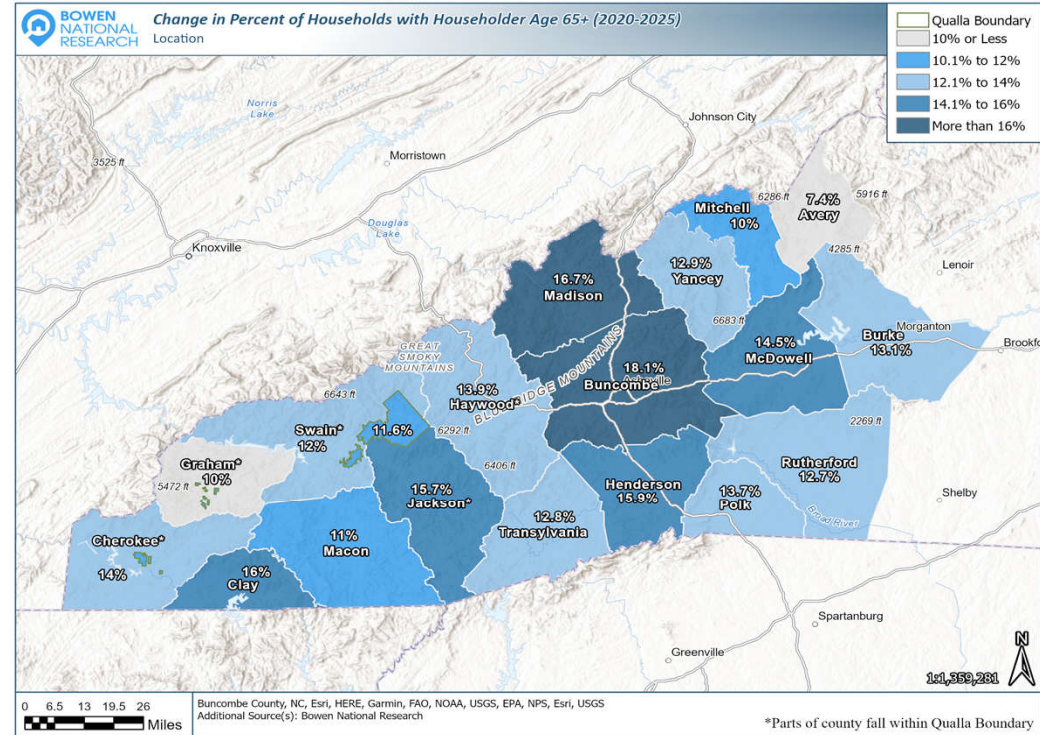 BOWEN
NATIONAL
RESEARCH
Change in Percent of Households with Householder Age 65+ (2020-2025)
Location
Qualla Boundary
10% or Less
10.1% to 12%
12.1% to 14%
14.1% to 16%
More than 16%
Norris
Lake
Johnson City
3525 ft
Morristown
6286 ft
5916 ft
7.4%
Avery
Mitchell
10%
Douglas
Lake
Knoxville
4285 ft
Lenoir
12.9%
Yancey
16.7%
Madison
6683 ft
Morganton
Burke
13.1%
Brookfo
14.5%
McDowell
GREAT
SMOKY
MOUNTAINS
BLUE RIDGE MOUNTAINS
18.1%
Asheville
Buncombe
13.9%
Haywood*
6643 ft
6292 ft
11.6%
Swain*
12%
2269 ft
Rutherford
12.7%
6406 ft
Graham*
10%
5472 ft
15.7%
Jackson*
Henderson
15.9%
13.7%
Polk
Shelby
12.8%
Transylvania
Broad River
11%
Macon
Cherokee*
14%
16%
Clay
Spartanburg
Greenville
N
1:1,359,281
0 6.5 13 19.5 26
Miles
Buncombe County, NC, Esri, HERE, Garmin, FAO, NOAA, USGS, EPA, NPS, Esri, USGS
Additional Source(s): Bowen National Research
*Parts of county fall within Qualla Boundary